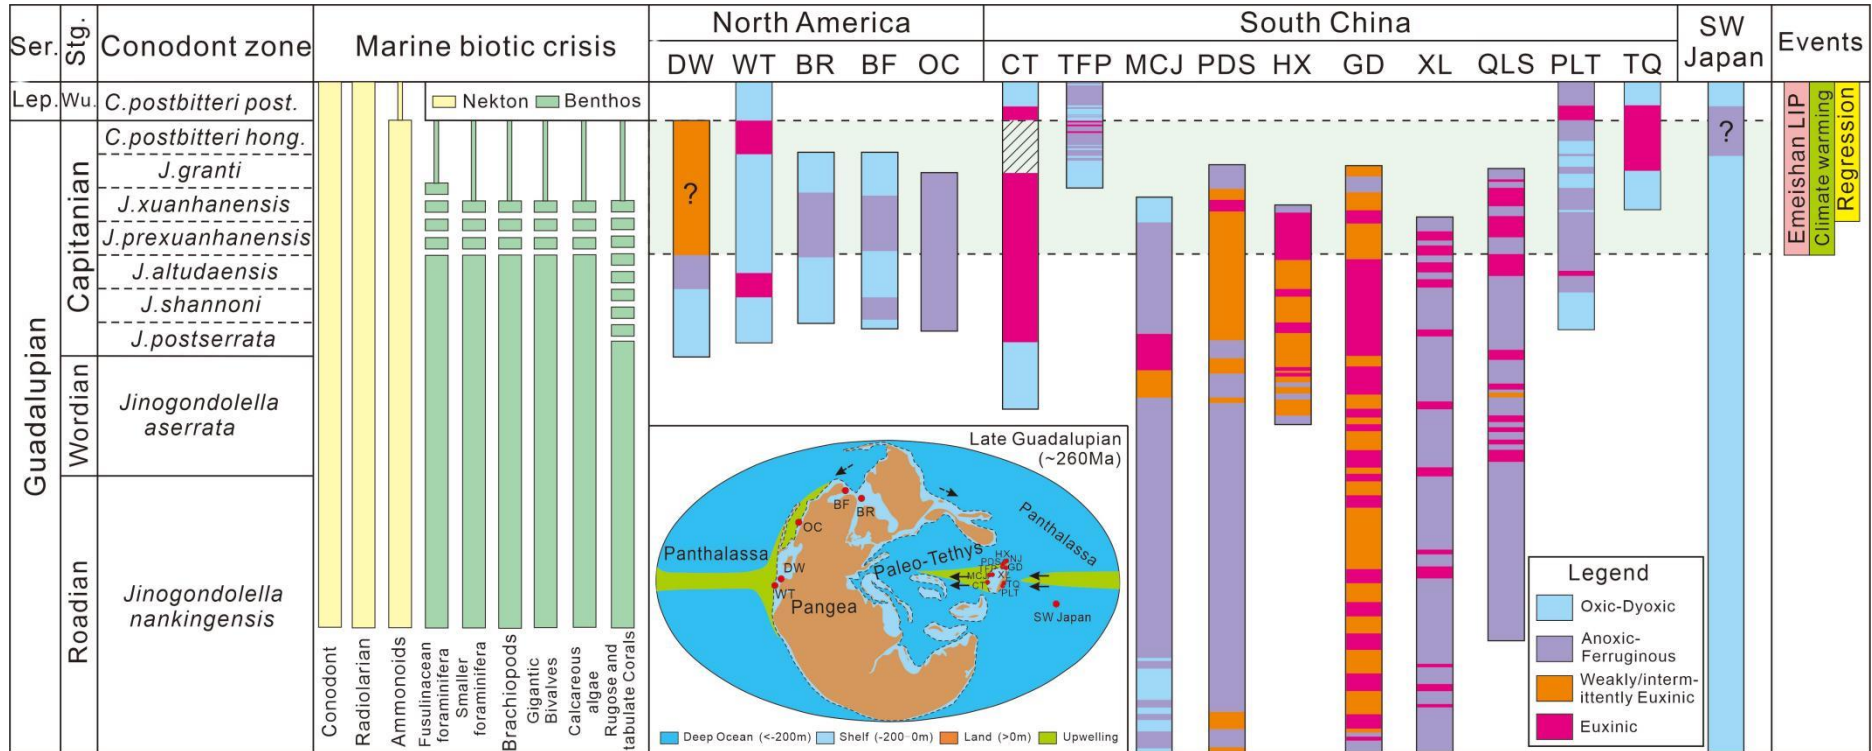 Ser.
Stg.
Conodont zone
Marine biotic crisis
North America
DW WT BR BF OC
South China
CT TFP MCJ PDS HX GD XL QLS PLT TQ
SW
Japan
Events
Lep.
Wu.
C.postbitteri post.
Nekton
Benthos
Guadalupian
Capitanian
C.postbitteri hong.
J.granti
J.xuanhanensis
J.prexuanhanensis
J.altudaensis
J.shannoni
J.postserrata
Wordian
Jinogondolella
aserrata
Roadian
Jinogondolella
nankingensis
Conodont
Radiolarian
Ammonoids
Fusulinacean
foraminifera
Smaller
foraminifera
Brachiopods
Gigantic
Bivalves
Calcareous
algae
Rugose and
tabulate Corals
?
?
Emeishan LIP
Climate warming
Regression
Late Guadalupian
(~260Ma)
BF
BR
OC
Panthalassa
DW
WT
Pangea
Paleo-Tethys
Panthalassa
HX
PDS
NJ
TFP
GD
MCJ
XL
CT
TQ
PLT
SW Japan
Deep Ocean (<-200m)
Shelf (-200-0m)
Land (>0m)
Upwelling
Legend
Oxic-Dyoxic
Anoxic-
Ferruginous
Weakly/interm-
ittently Euxinic
Euxinic